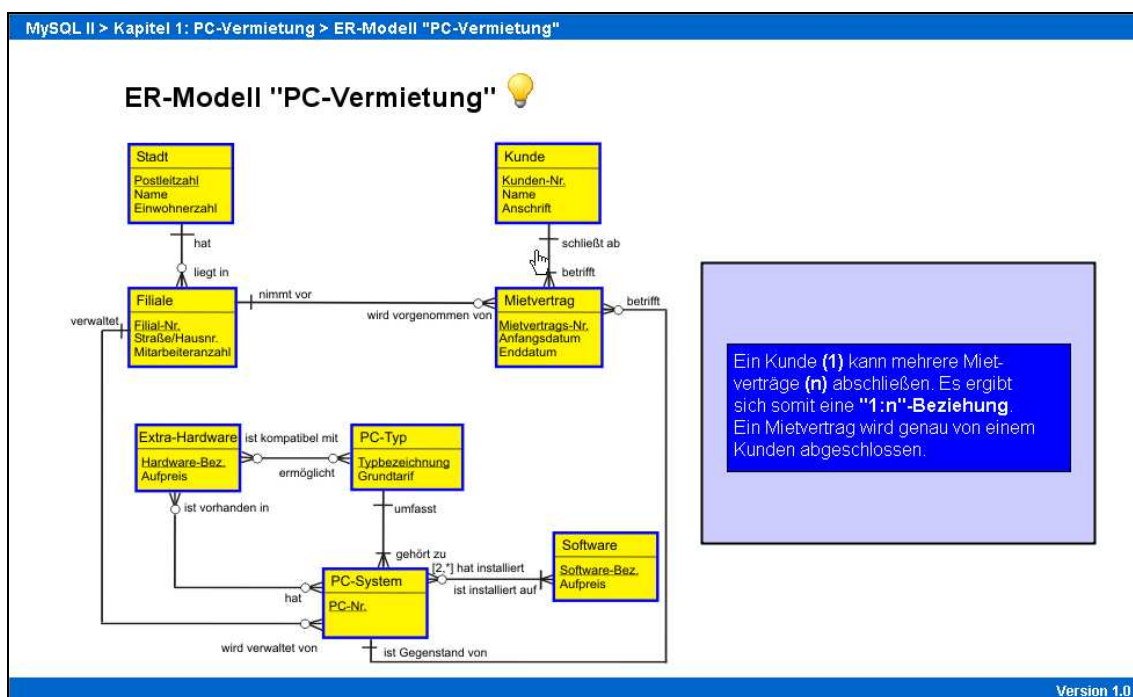 MySQL II > Kapitel 1: PC-Vermietung > ER-Modell "PC-Vermietung"
ER-Modell "PC-Vermietung"
Stadt
Postleitzahl
Name
Einwohnerzahl
Kunde
Kunden-Nr.
Name
Anschrift
hat
liegt in
schließt ab
betrifft
Filiale
Filial-Nr.
Straße/Hausnr.
Mitarbeiteranzahl
verwaltet
nimmt vor
wird vorgenommen von
Mietvertrag
Mietvertrags-Nr.
Anfangsdatum
Enddatum
betrifft
Ein Kunde (1) kann mehrere Miet-
verträge (n) abschließen. Es ergibt
sich somit eine "1:n"-Beziehung.
Ein Mietvertrag wird genau von einem
Kunden abgeschlossen.
Extra-Hardware
Hardware-Bez.
Aufpreis
ist kompatibel mit
ermöglicht
PC-Typ
Typbezeichnung
Grundtarif
ist vorhanden in
umfasst
gehört zu
Software
Software-Bez.
Aufpreis
[2,*] hat installiert
ist installiert auf
PC-System
PC-Nr.
hat
wird verwaltet von
ist Gegenstand von
Version 1.0